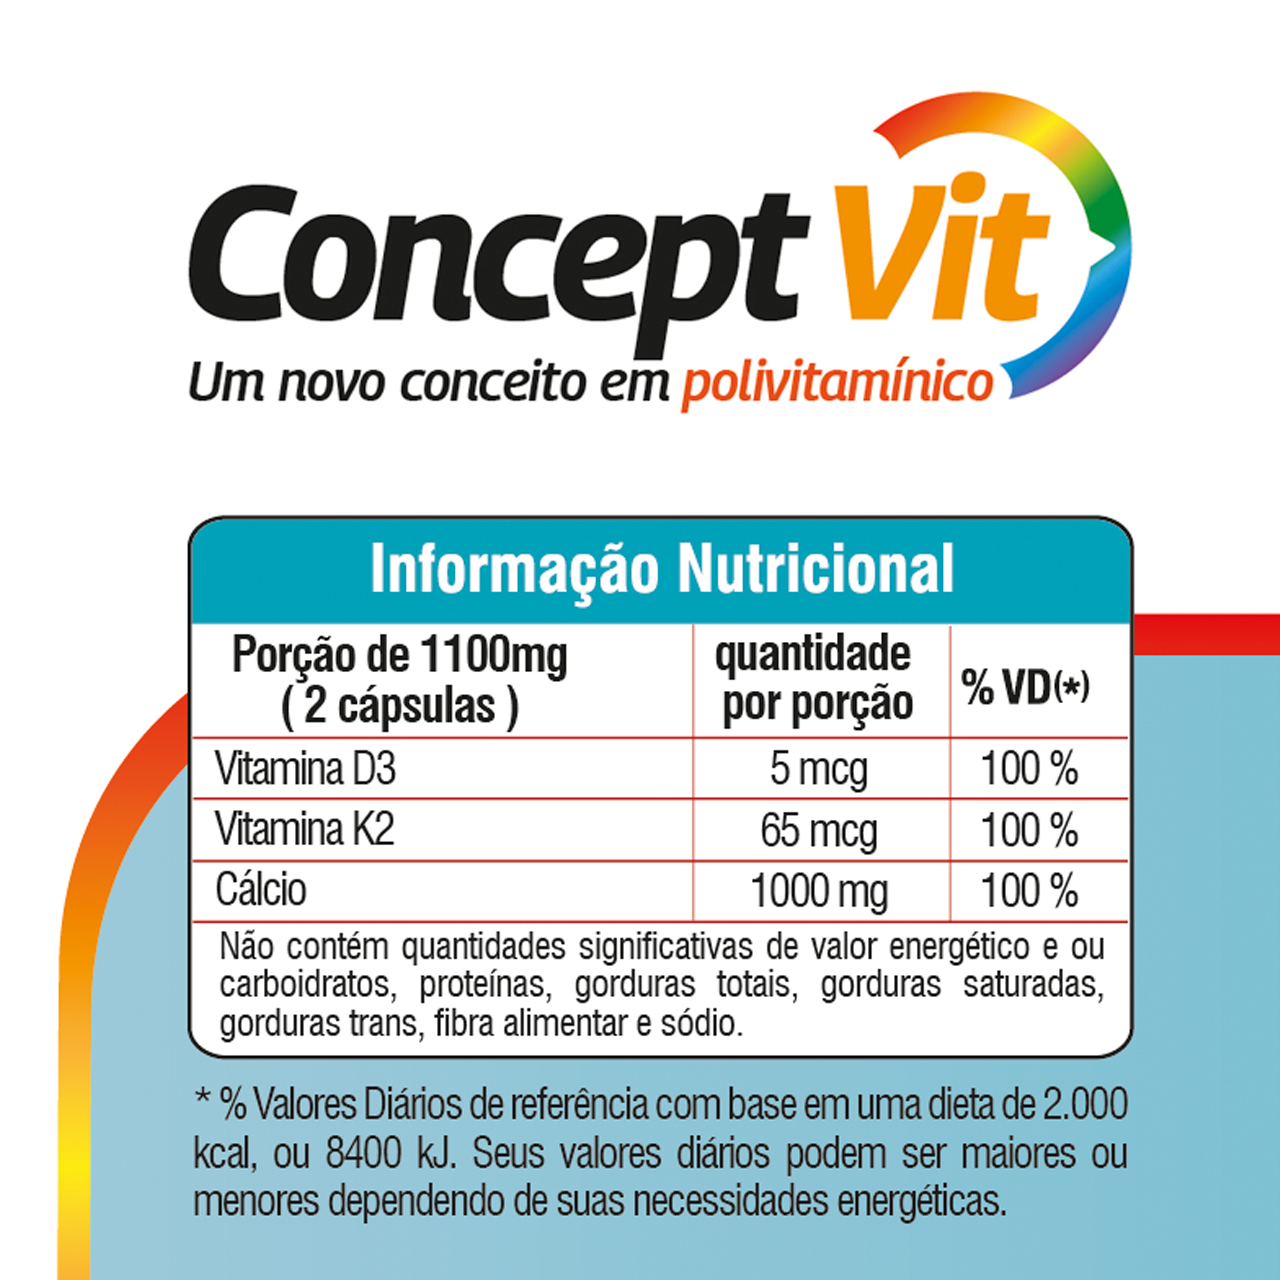 Concept Vit
Um novo conceito em polivitamínico
Informação Nutricional
Porção de 1100mg
( 2 cápsulas )
quantidade
por porção
% VD(*)
Vitamina D3 5 mcg 100 %
Vitamina K2 65 mcg 100 %
Cálcio 1000 mg 100 %
Não contém quantidades significativas de valor energético e ou
carboidratos, proteínas, gorduras totais, gorduras saturadas,
gorduras trans, fibra alimentar e sódio.
* % Valores Diários de referência com base em uma dieta de 2.000
kcal, ou 8400 kJ. Seus valores diários podem ser maiores ou
menores dependendo de suas necessidades energéticas.